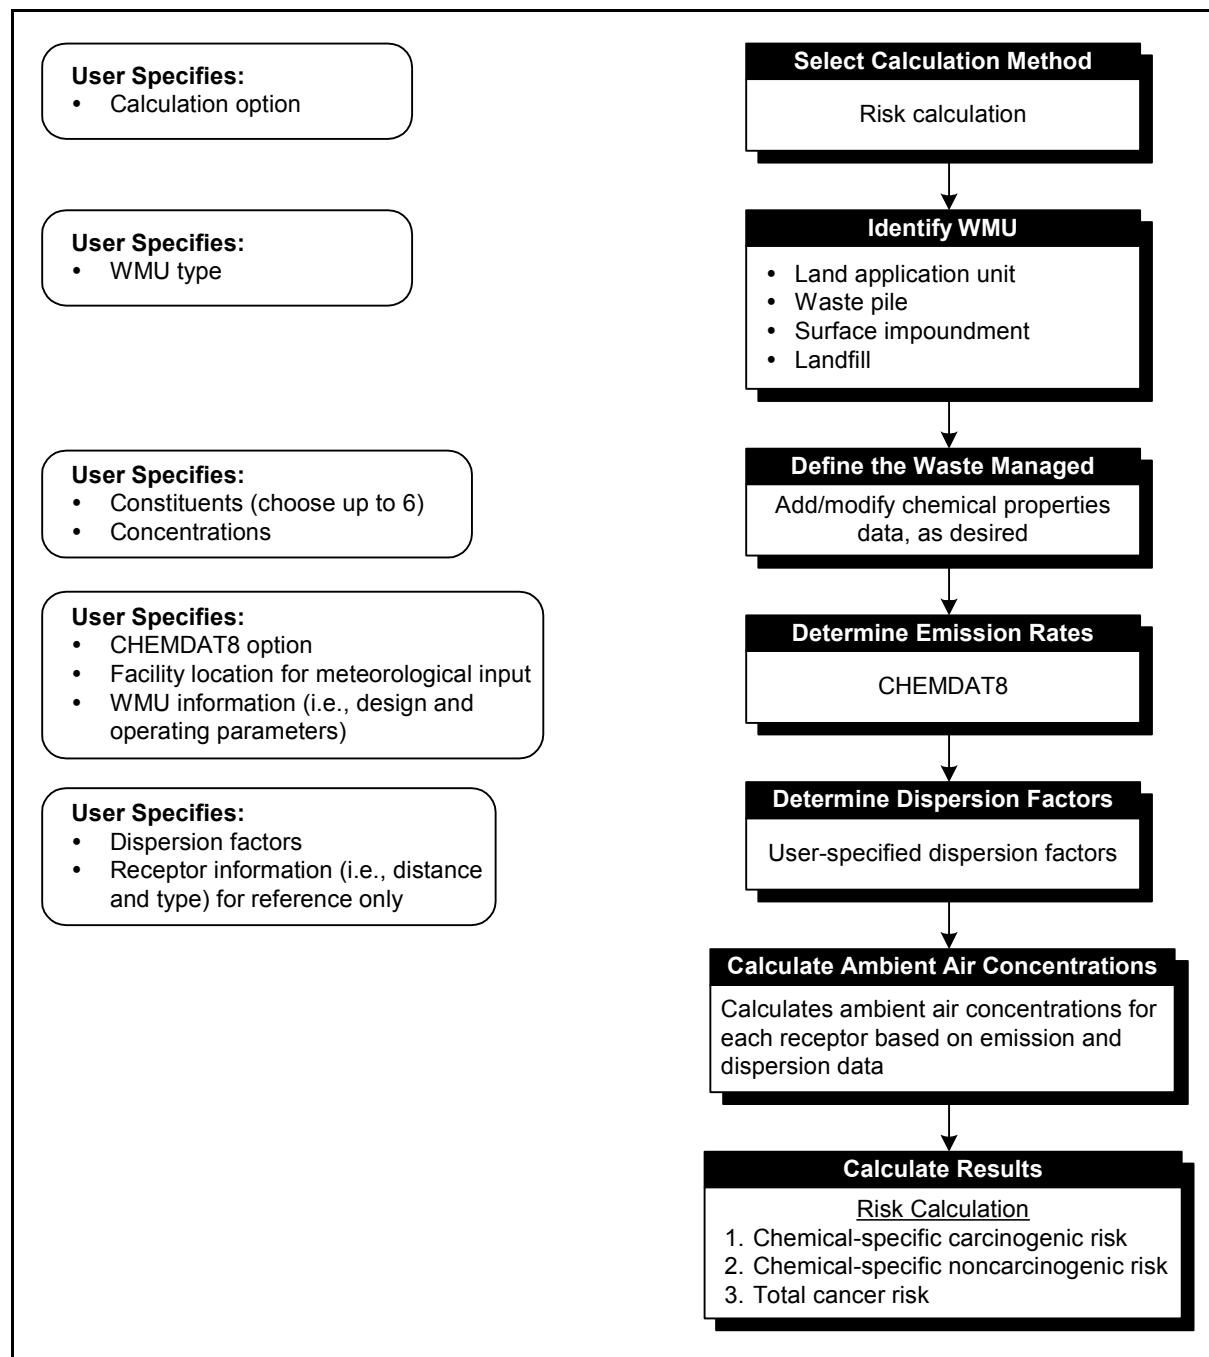 User Specifies:
• Calculation option
Select Calculation Method
Risk calculation
User Specifies:
• WMU type
Identify WMU
• Land application unit
• Waste pile
• Surface impoundment
• Landfill
User Specifies:
• Constituents (choose up to 6)
• Concentrations
Define the Waste Managed
Add/modify chemical properties
data, as desired
User Specifies:
• CHEMDAT8 option
• Facility location for meteorological input
• WMU information (i.e., design and
operating parameters)
Determine Emission Rates
CHEMDAT8
User Specifies:
• Dispersion factors
• Receptor information (i.e., distance
and type) for reference only
Determine Dispersion Factors
User-specified dispersion factors
Calculate Ambient Air Concentrations
Calculates ambient air concentrations for
each receptor based on emission and
dispersion data
Calculate Results
Risk Calculation
1. Chemical-specific carcinogenic risk
2. Chemical-specific noncarcinogenic risk
3. Total cancer risk